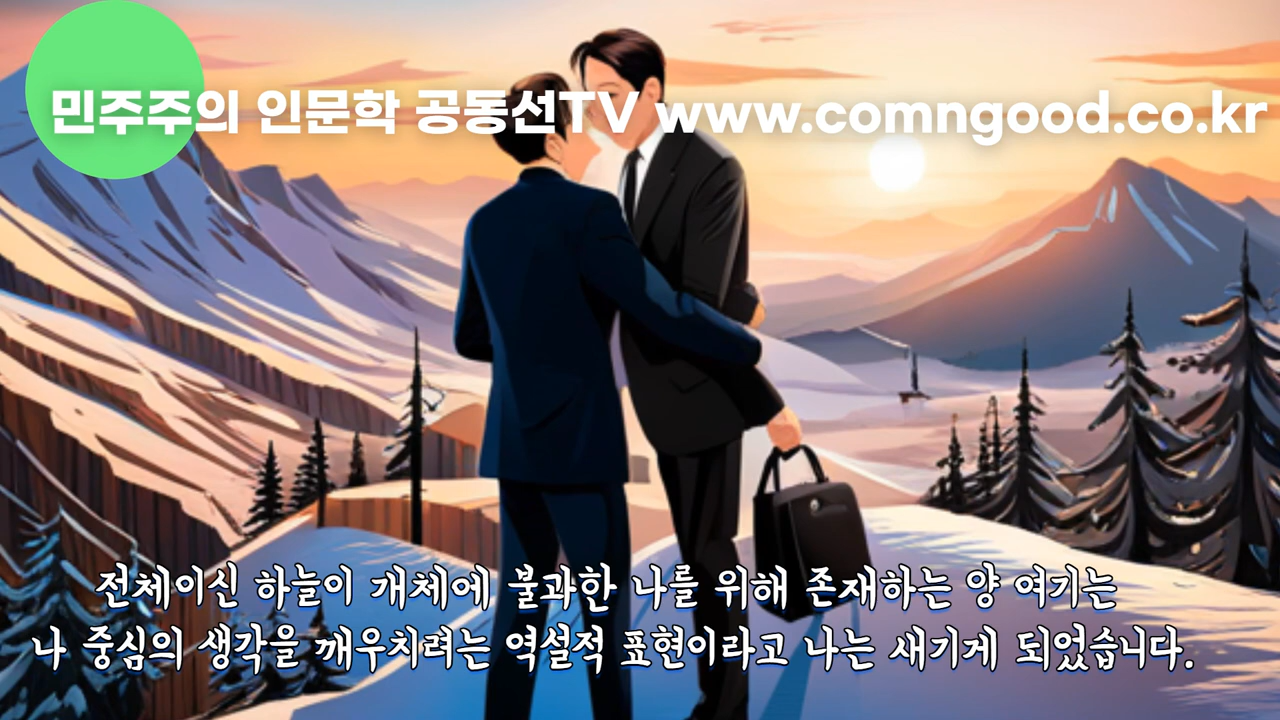 민주주의 인문학 공동선TV www.comngood.co.kr
전체이신 하늘이 개체에 불과한 나를 위해 존재하는 양 여기는
나 중심의 생각을 깨우치려는 역설적 표현이라고 나는 새기게 되었습니다.